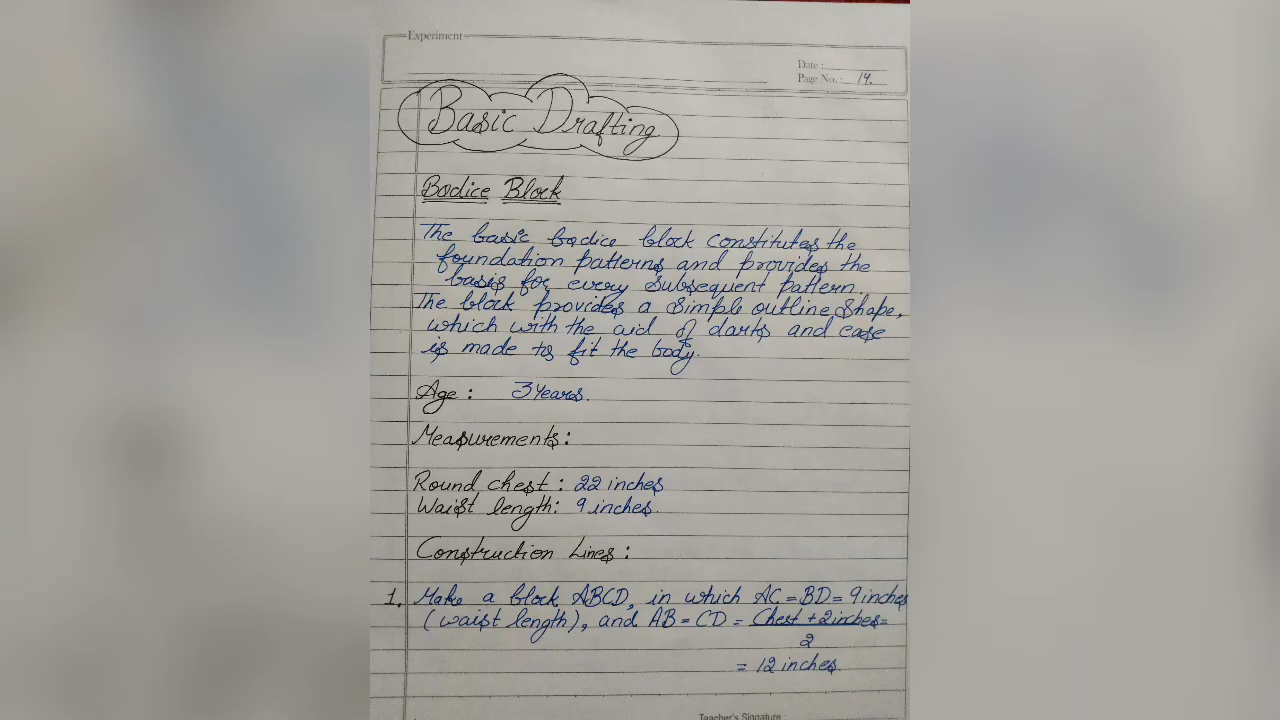 Experiment
Date :
Page No. : 19.
Basic Drafting
Bodice Block
The basic bodice block constitutes the
foundation patterns and provides the
basis for every subsequent pattern.
The block provides a simple outline shape,
which with the aid of darts and ease
is made to fit the body.
Age : 3 Years.
Measurements :
Round chest : 22 inches
Waist length : 9 inches.
Construction Lines :
1. Make a block ABCD, in which AC = BD = 9 inches
(waist length), and AB = CD = Chest + 2 inches =
2
= 12 inches.
Teacher's Signature :